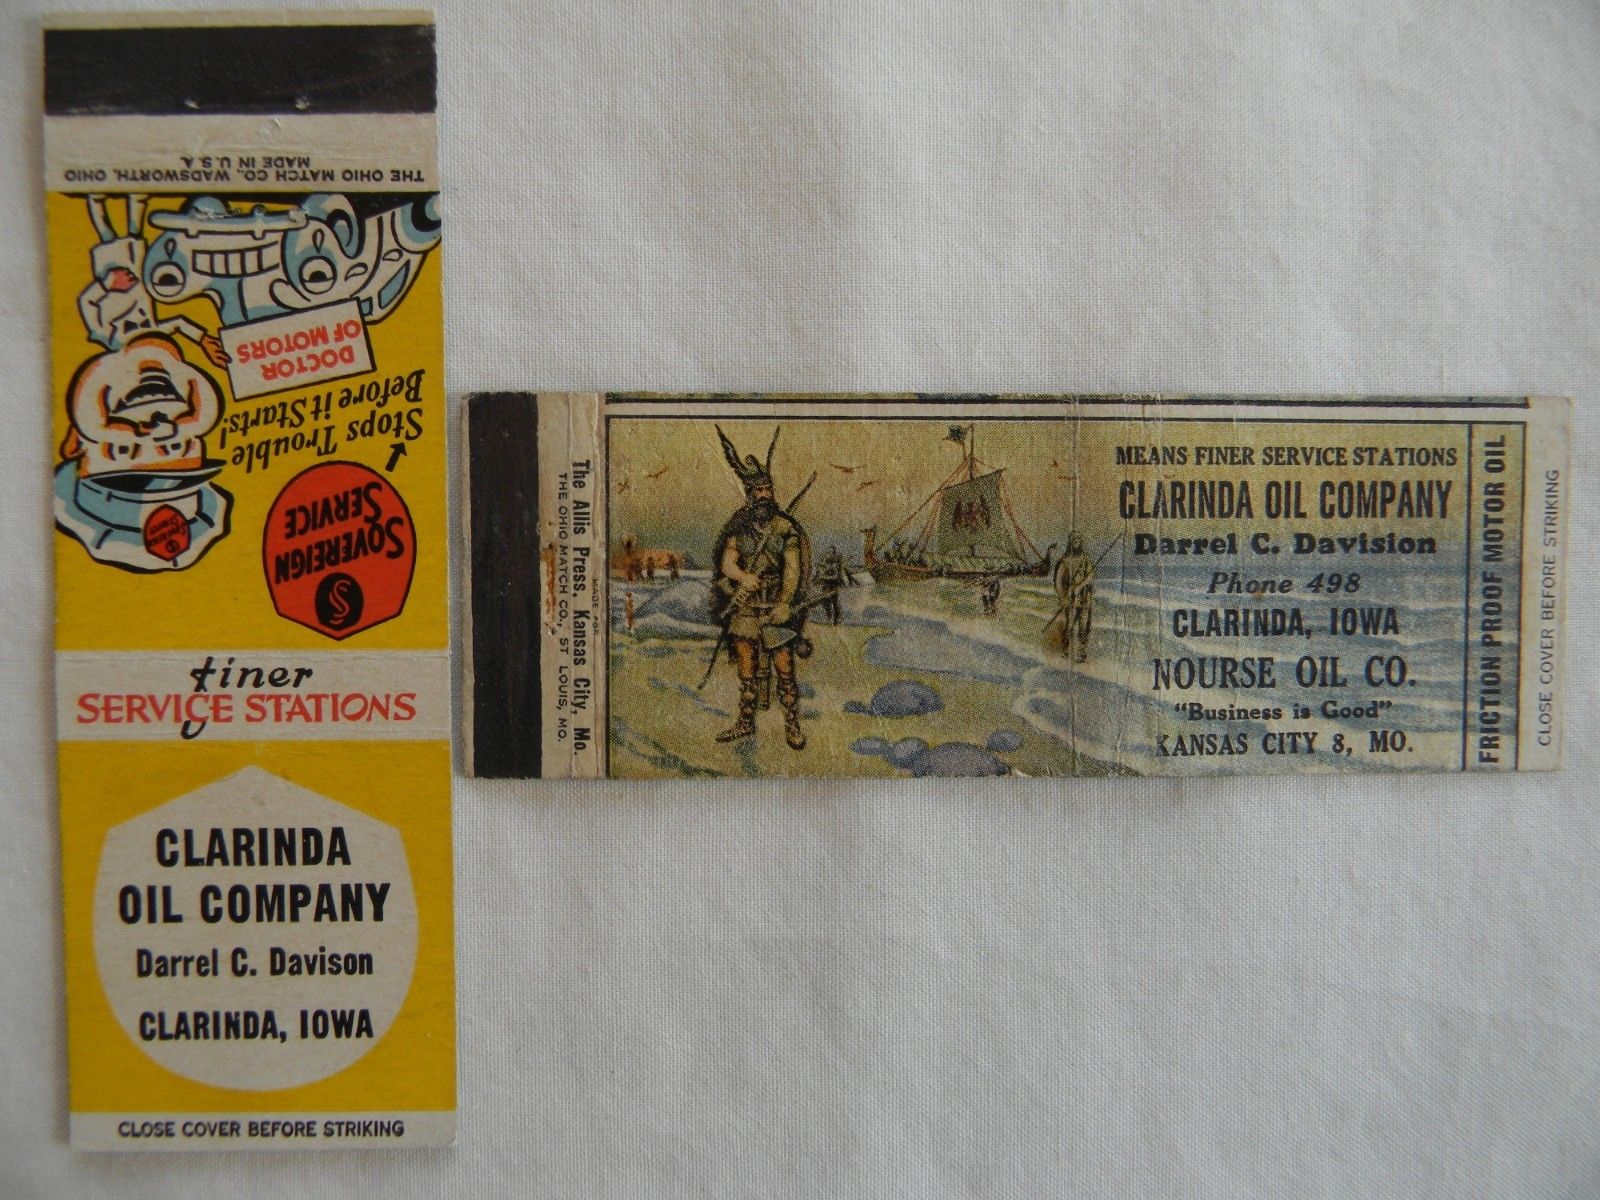 THE OHIO MATCH CO., WADSWORTH, OHIO
MADE IN U.S.A.
DOCTOR
OF MOTORS
Stops Trouble
Before it Starts!
SOVEREIGN
SERVICE
S
SOVEREIGN
SERVICE
finer
SERVICE STATIONS
CLARINDA
OIL COMPANY
Darrel C. Davison
CLARINDA, IOWA
CLOSE COVER BEFORE STRIKING
MADE FOR
The Allis Press, Kansas City, Mo.
THE OHIO MATCH CO., ST LOUIS, MO.
MEANS FINER SERVICE STATIONS
CLARINDA OIL COMPANY
Darrel C. Davision
Phone 498
CLARINDA, IOWA
NOURSE OIL CO.
"Business is Good"
KANSAS CITY 8, MO.
FRICTION PROOF MOTOR OIL
CLOSE COVER BEFORE STRIKING